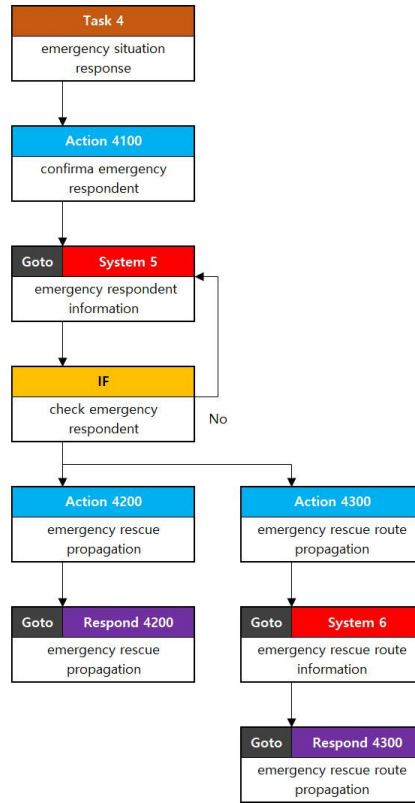 Task 4
emergency situation
response
Action 4100
confirma emergency
respondent
Goto System 5
emergency respondent
information
IF
check emergency
respondent
No
Action 4200
emergency rescue
propagation
Action 4300
emergency rescue route
propagation
Goto Respond 4200
emergency rescue
propagation
Goto System 6
emergency rescue route
information
Goto Respond 4300
emergency rescue route
propagation